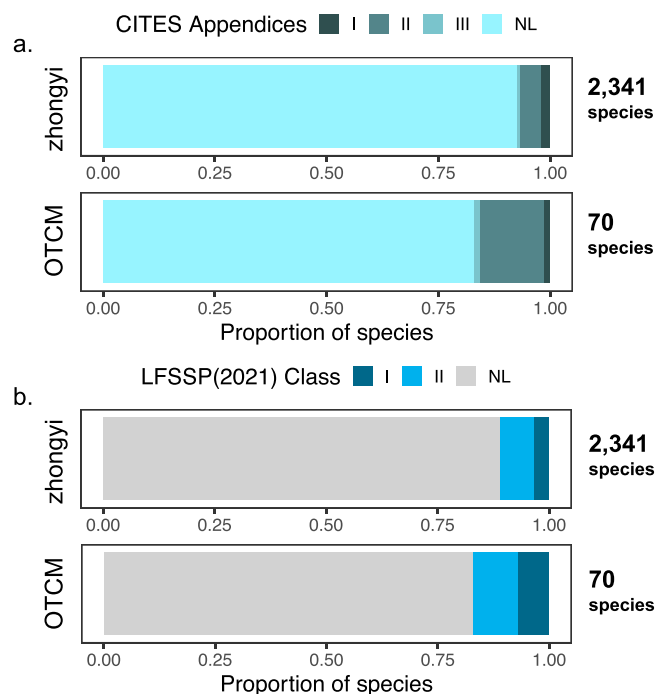 CITES Appendices I II III NL
a.
zhongyi
2,341
species
0.00 0.25 0.50 0.75 1.00
OTCM
70
species
0.00 0.25 0.50 0.75 1.00
Proportion of species
LFSSP(2021) Class I II NL
b.
zhongyi
2,341
species
0.00 0.25 0.50 0.75 1.00
OTCM
70
species
0.00 0.25 0.50 0.75 1.00
Proportion of species